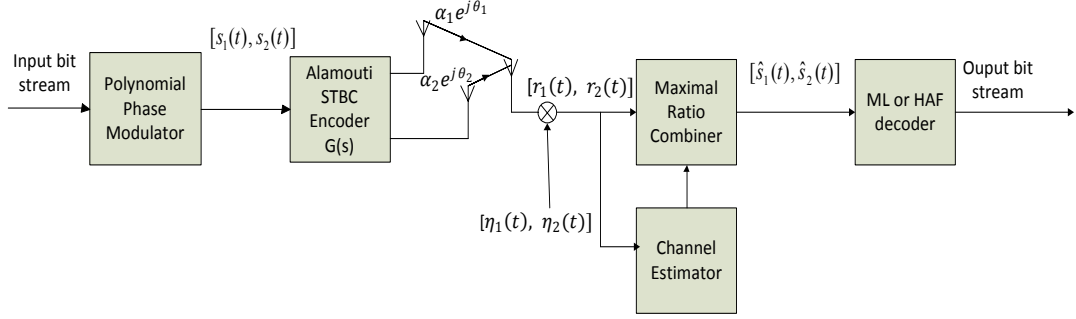 Input bit
stream
Polynomial
Phase
Modulator
[s₁(t), s₂(t)]
Alamouti
STBC
Encoder
G(s)
α₁e^{jθ₁}
α₂e^{jθ₂}
[r₁(t), r₂(t)]
[η₁(t), η₂(t)]
Maximal
Ratio
Combiner
Channel
Estimator
[ŝ₁(t), ŝ₂(t)]
ML or HAF
decoder
Ouput bit
stream